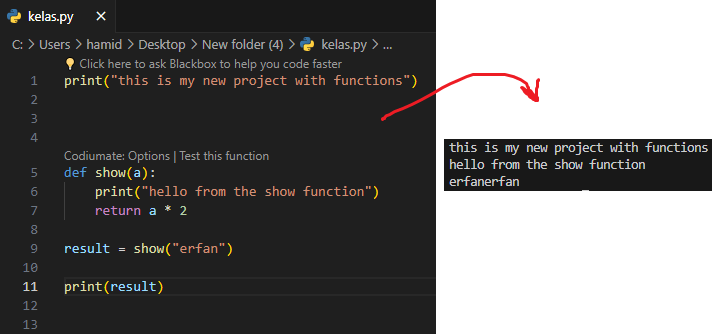 kelas.py
C: > Users > hamid > Desktop > New folder (4) > kelas.py > ...
Click here to ask Blackbox to help you code faster
1 print("this is my new project with functions")
2
3
4
Codiumate: Options | Test this function
5 def show(a):
6     print("hello from the show function")
7     return a * 2
8
9 result = show("erfan")
10
11 print(result)
12
13
this is my new project with functions
hello from the show function
erfanerfan